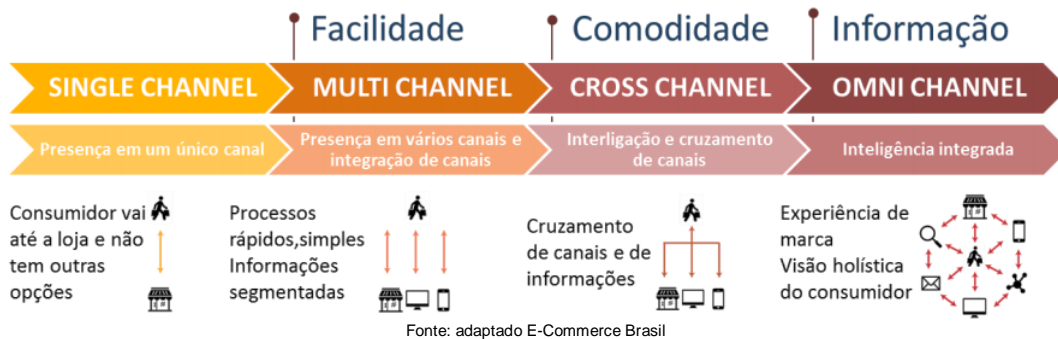 Facilidade
Comodidade
Informação
SINGLE CHANNEL
MULTI CHANNEL
CROSS CHANNEL
OMNI CHANNEL
Presença em um único canal
Presença em vários canais e
integração de canais
Interligação e cruzamento
de canais
Inteligência integrada
Consumidor vai
até a loja e não
tem outras
opções
Processos
rápidos,simples
Informações
segmentadas
Cruzamento
de canais e de
informações
Experiência de
marca
Visão holística
do consumidor
Fonte: adaptado E-Commerce Brasil